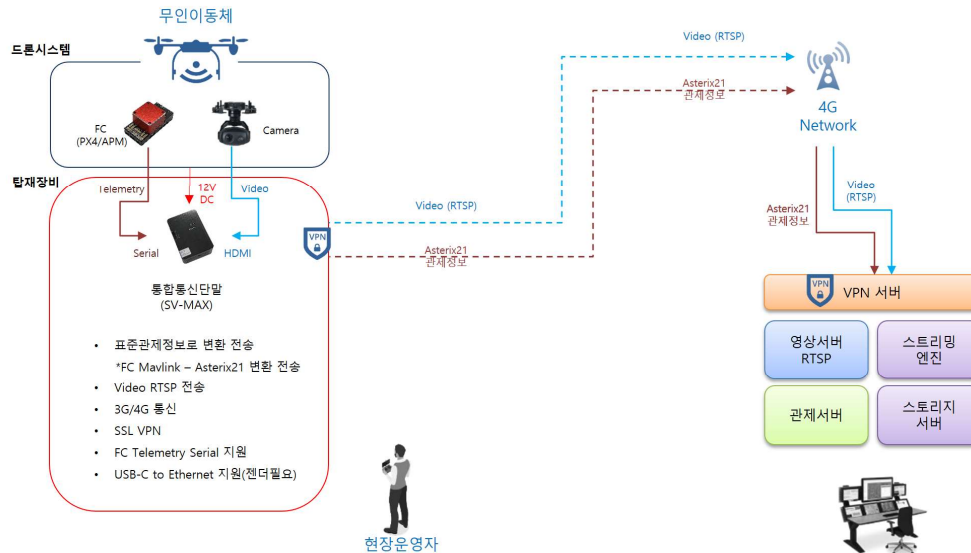 무인이동체
드론시스템
FC
(PX4/APM)
Camera
탑재장비
Telemetry
12V
DC
Video
Serial
HDMI
VPN
통합통신단말
(SV-MAX)
• 표준관제정보로 변환 전송
*FC Mavlink – Asterix21 변환 전송
• Video RTSP 전송
• 3G/4G 통신
• SSL VPN
• FC Telemetry Serial 지원
• USB-C to Ethernet 지원(젠더필요)
Video (RTSP)
Asterix21
관제정보
Video (RTSP)
Asterix21
관제정보
4G
Network
Video
(RTSP)
Asterix21
관제정보
VPN
VPN 서버
영상서버
RTSP
스트리밍
엔진
관제서버
스토리지
서버
현장운영자